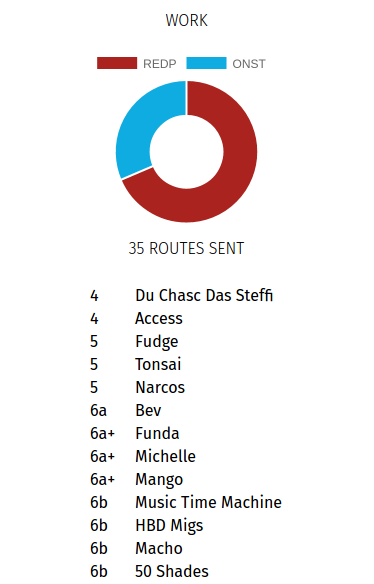 WORK
REDP ONST
35 ROUTES SENT
4 Du Chasc Das Steffi
4 Access
5 Fudge
5 Tonsai
5 Narcos
6a Bev
6a+ Funda
6a+ Michelle
6a+ Mango
6b Music Time Machine
6b HBD Migs
6b Macho
6b 50 Shades